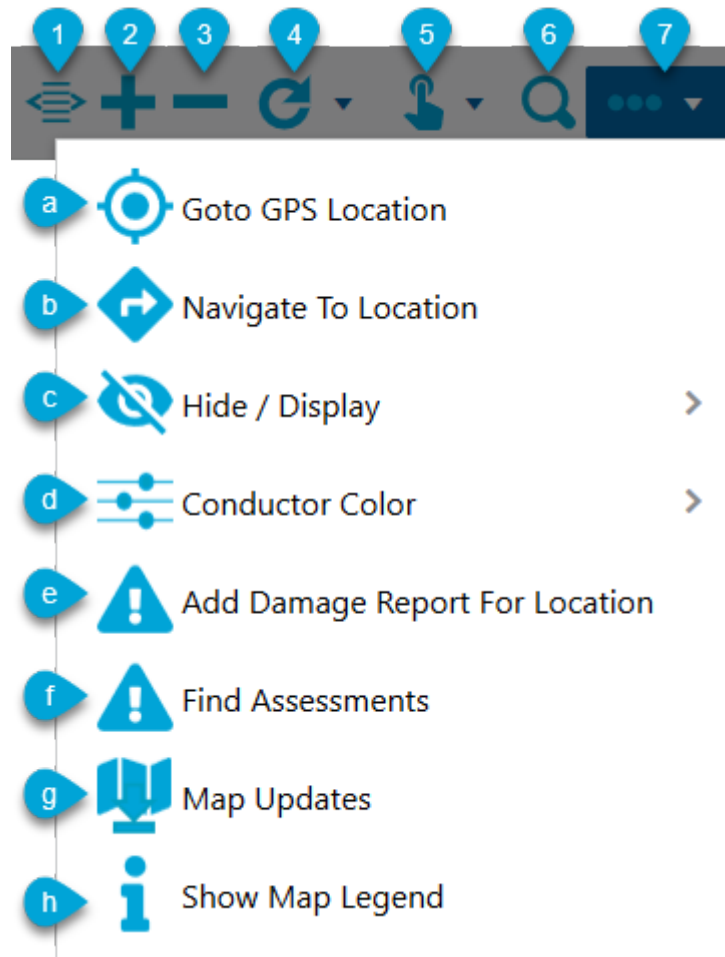 1 2 3 4 5 6 7
a Goto GPS Location
b Navigate To Location
c Hide / Display
d Conductor Color
e Add Damage Report For Location
f Find Assessments
g Map Updates
h Show Map Legend